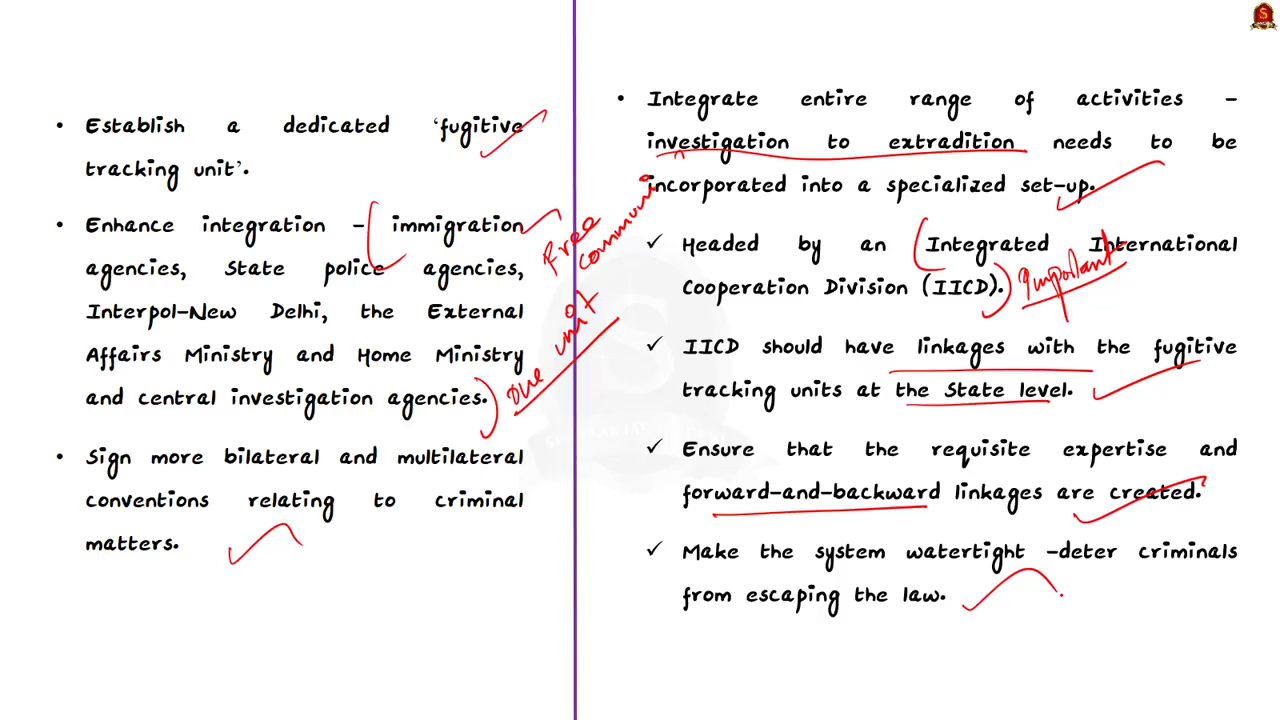 • Establish a dedicated ‘fugitive
tracking unit’.
• Enhance integration – immigration
agencies, State police agencies,
Interpol-New Delhi, the External
Affairs Ministry and Home Ministry
and central investigation agencies.
• Sign more bilateral and multilateral
conventions relating to criminal
matters.
one unit
Free
• Integrate entire range of activities –
investigation to extradition needs to be
incorporated into a specialized set-up.
✓ Headed by an Integrated International
Cooperation Division (IICD).
Important
✓ IICD should have linkages with the fugitive
tracking units at the State level.
✓ Ensure that the requisite expertise and
forward-and-backward linkages are created.
✓ Make the system watertight –deter criminals
from escaping the law.
S